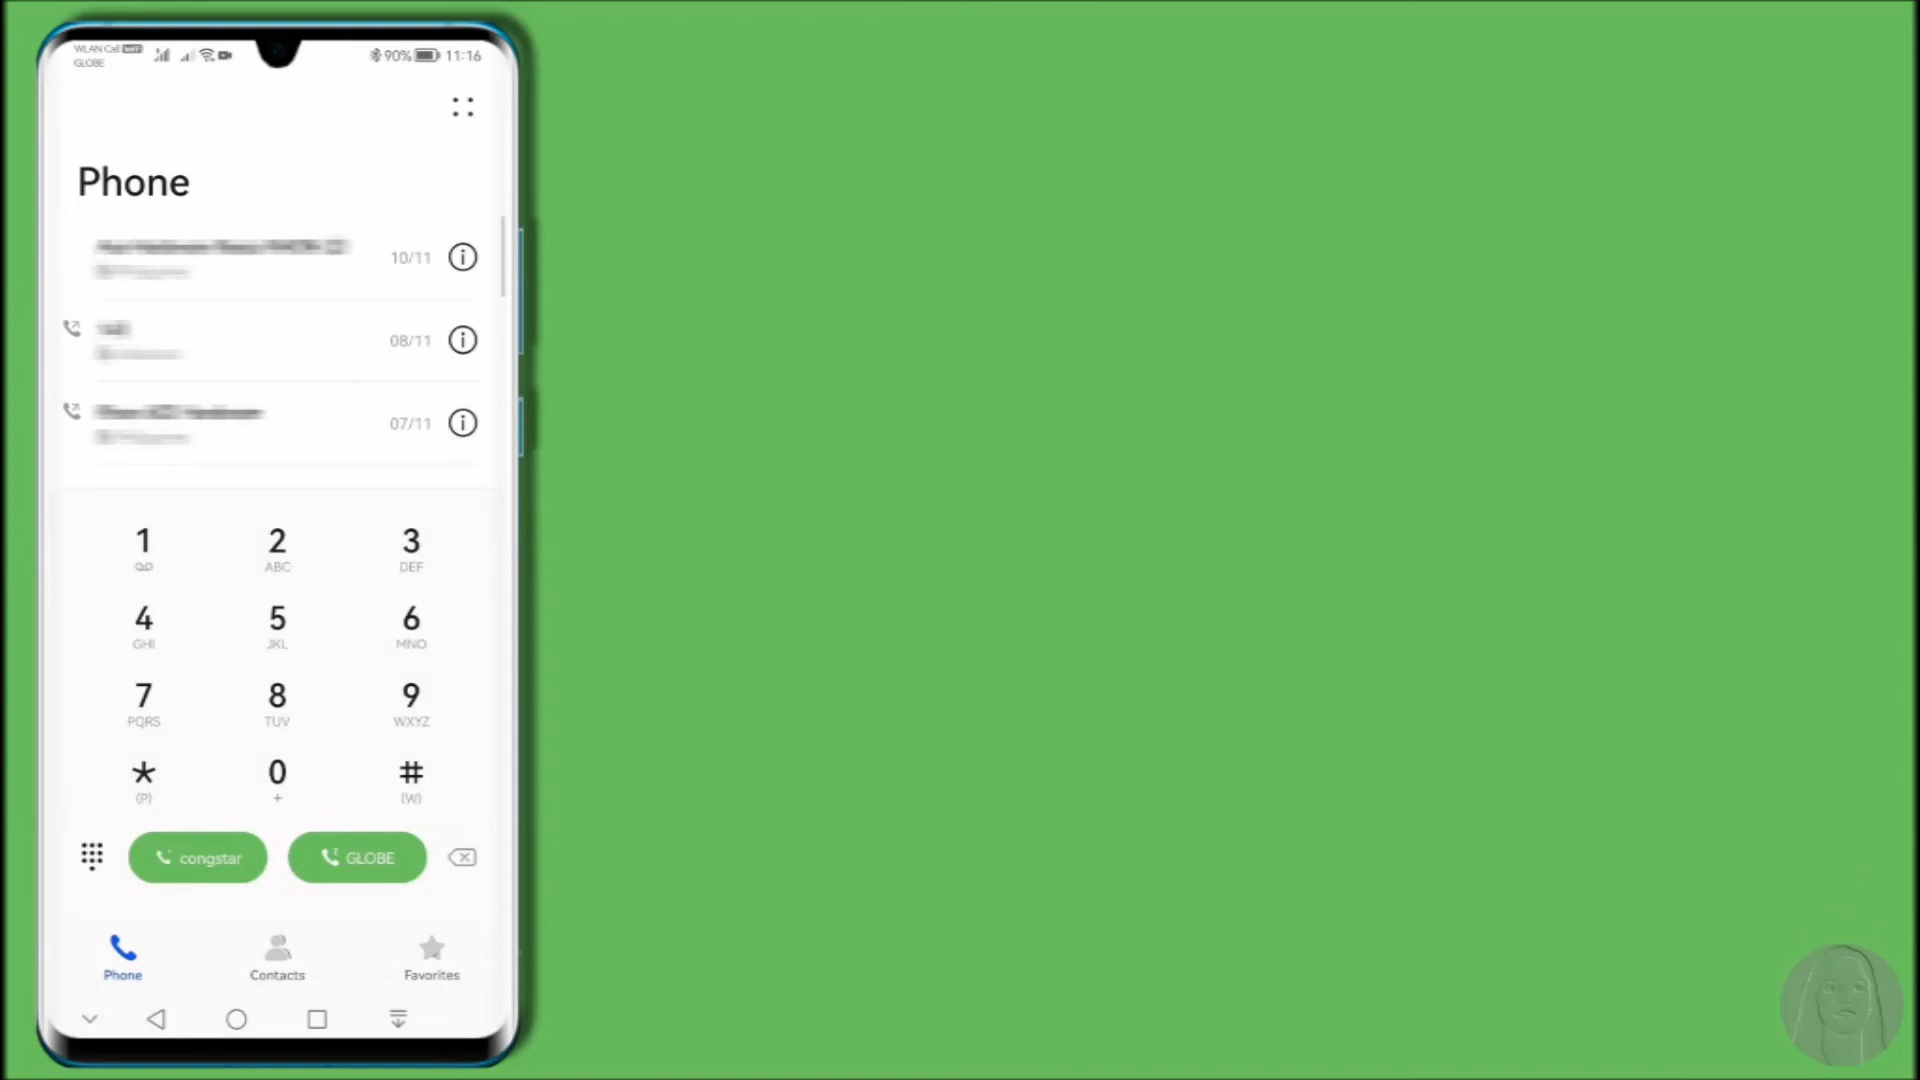 WLAN Call
GLOBE
90%
11:16
Phone
10/11
08/11
07/11
1
2
ABC
3
DEF
4
GHI
5
JKL
6
MNO
7
PQRS
8
TUV
9
WXYZ
*
(P)
0
+
#
(W)
congstar
GLOBE
Phone
Contacts
Favorites